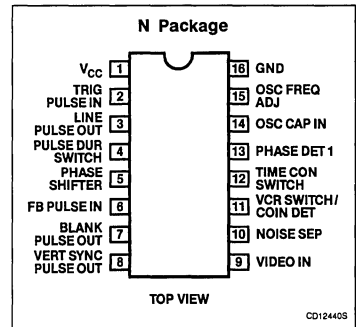 N Package
VCC 1
TRIG
PULSE IN 2
LINE
PULSE OUT 3
PULSE DUR
SWITCH 4
PHASE
SHIFTER 5
FB PULSE IN 6
BLANK
PULSE OUT 7
VERT SYNC
PULSE OUT 8
16 GND
15 OSC FREQ
ADJ
14 OSC CAP IN
13 PHASE DET 1
12 TIME CON
SWITCH
11 VCR SWITCH/
COIN DET
10 NOISE SEP
9 VIDEO IN
TOP VIEW
CD12440S